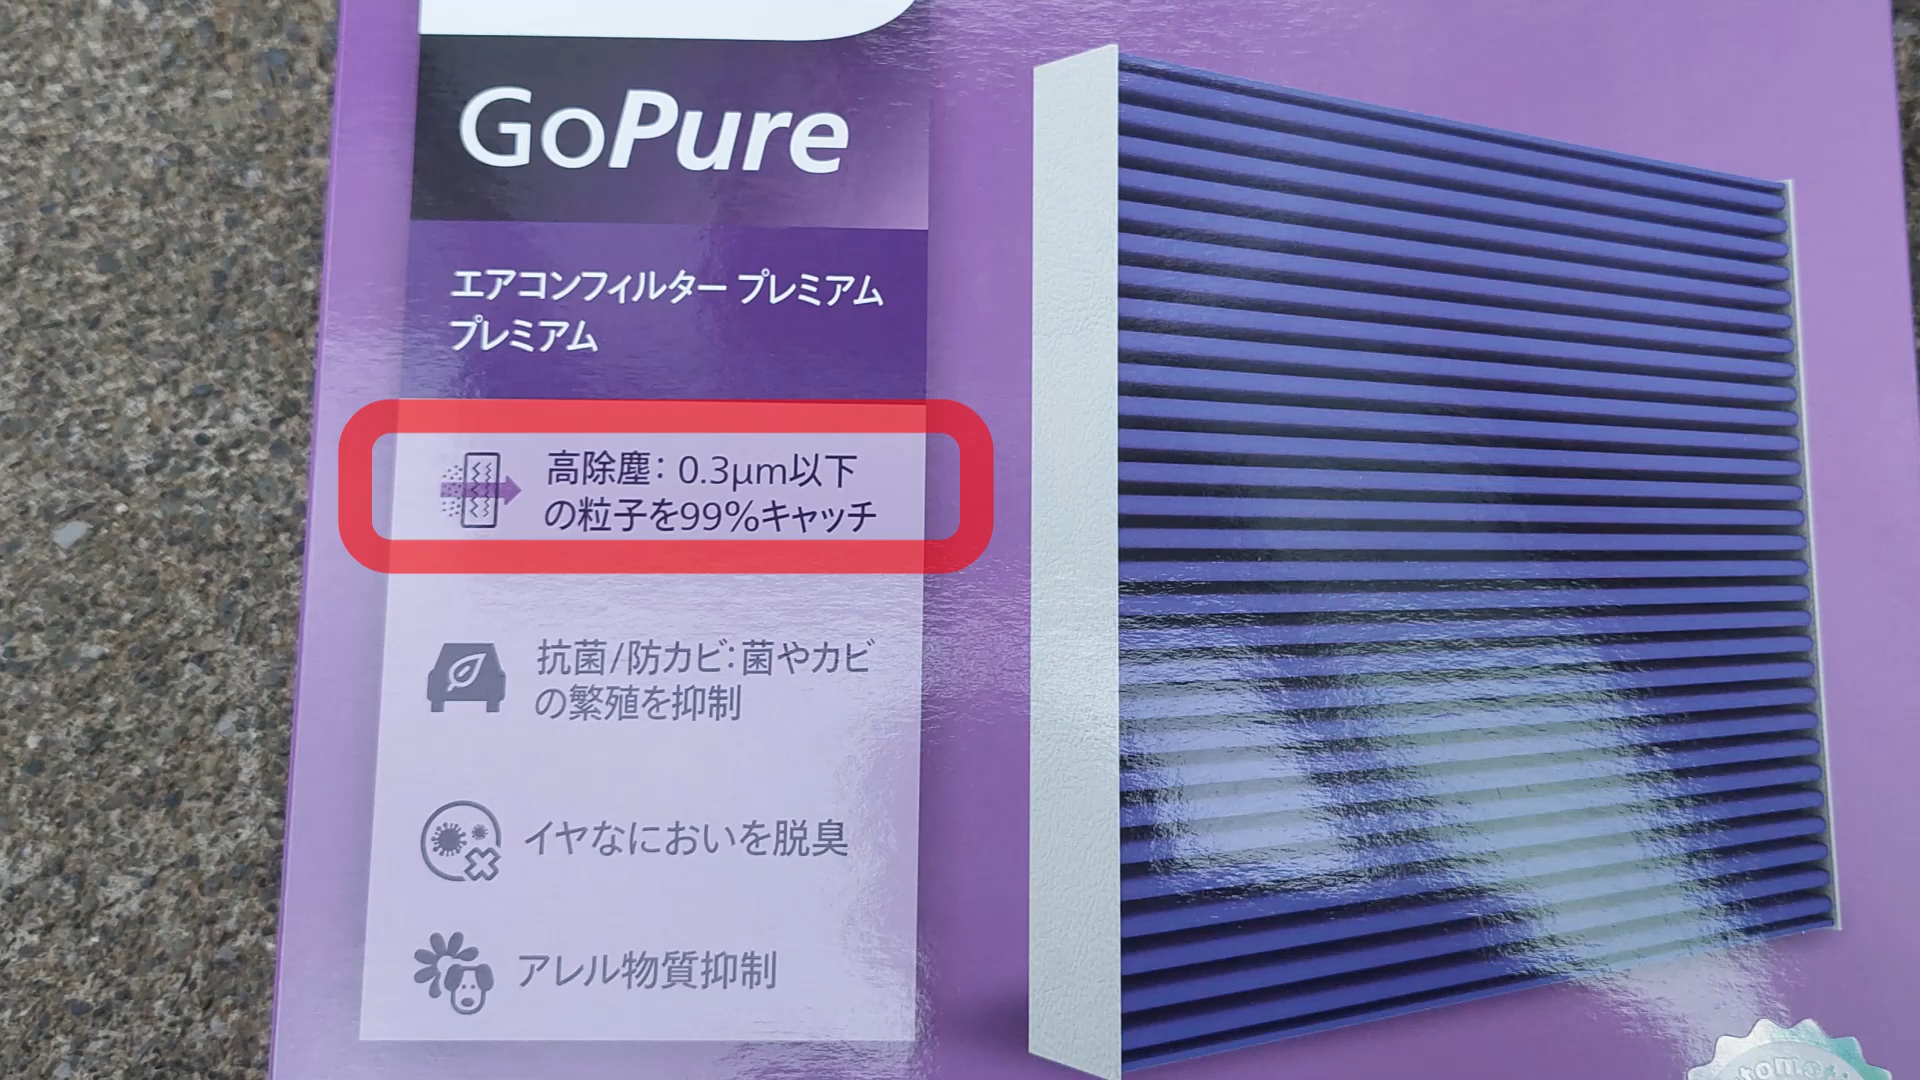 GoPure
エアコンフィルター プレミアム
プレミアム
高除塵：0.3μm以下
の粒子を99%キャッチ
抗菌/防カビ：菌やカビ
の繁殖を抑制
イヤなにおいを脱臭
アレル物質抑制